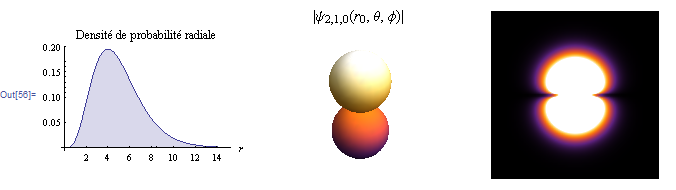 Densité de probabilité radiale
|ψ2,1,0(r0, θ, ϕ)|
Out[56]=
0.20
0.15
0.10
0.05
2 4 6 8 10 12 14 r